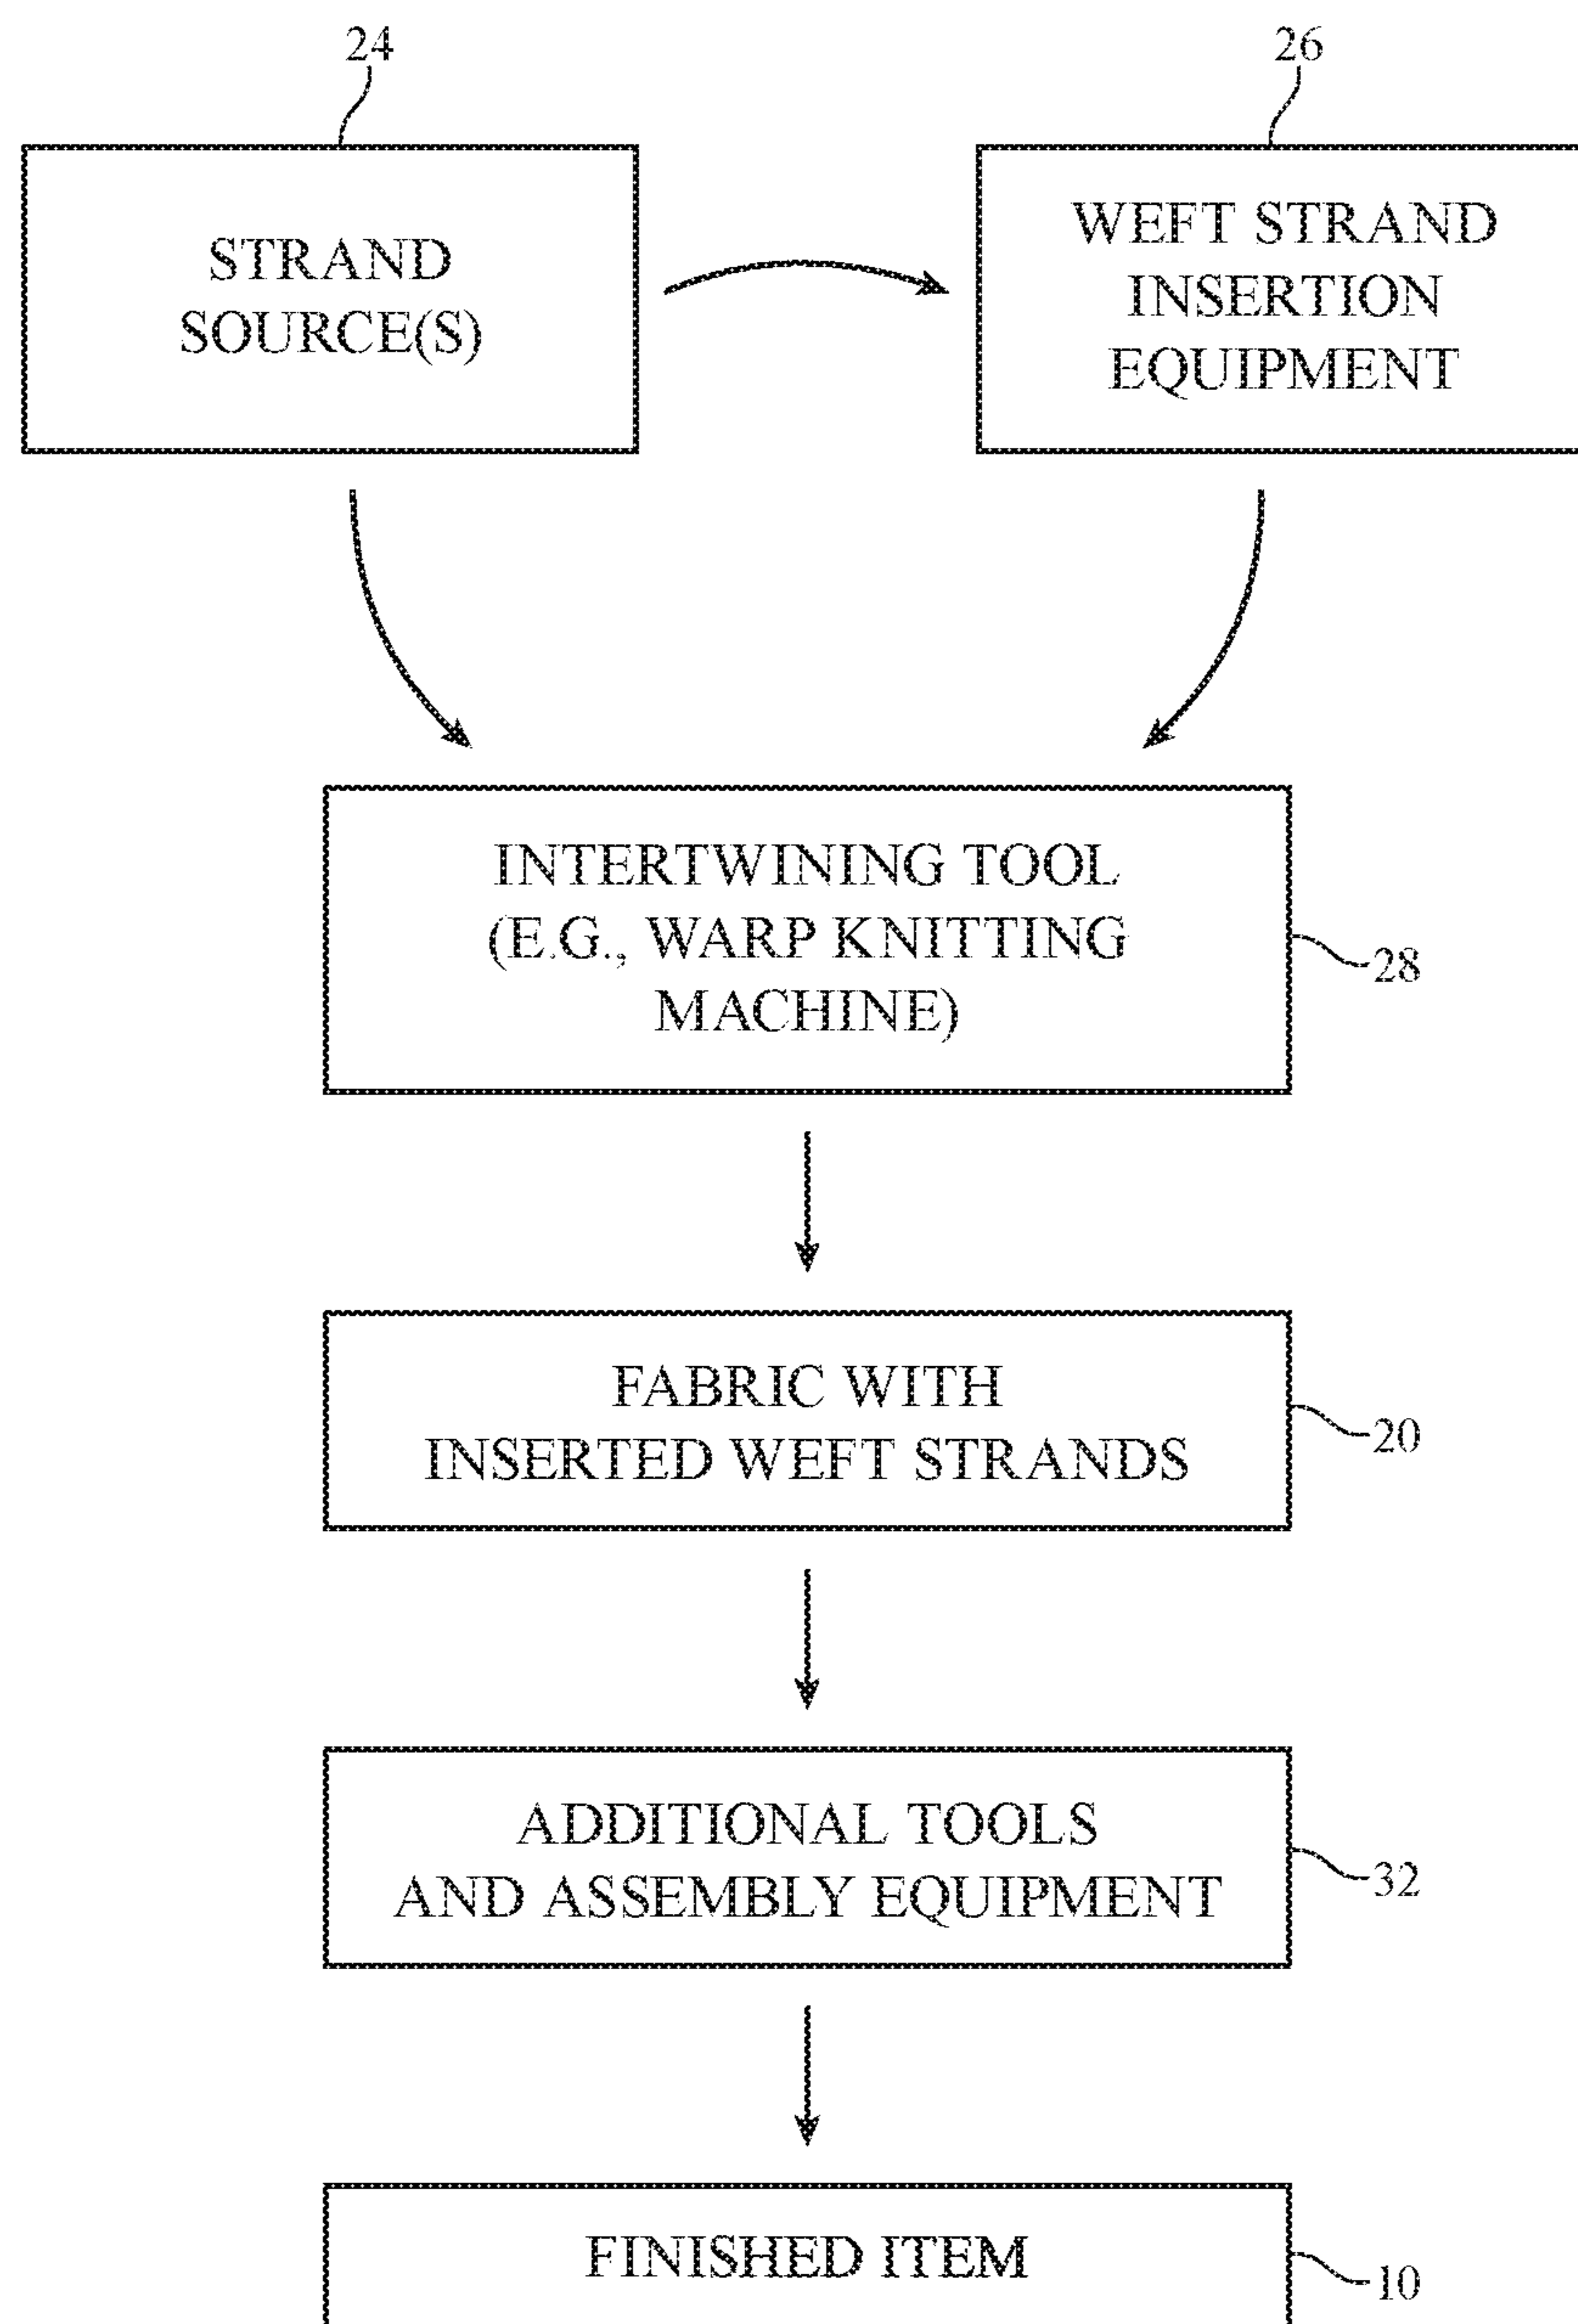 24
26
STRAND
SOURCE(S)
WEFT STRAND
INSERTION
EQUIPMENT
INTERTWINING TOOL
(E.G., WARP KNITTING
MACHINE)
28
FABRIC WITH
INSERTED WEFT STRANDS
20
ADDITIONAL TOOLS
AND ASSEMBLY EQUIPMENT
32
FINISHED ITEM
10